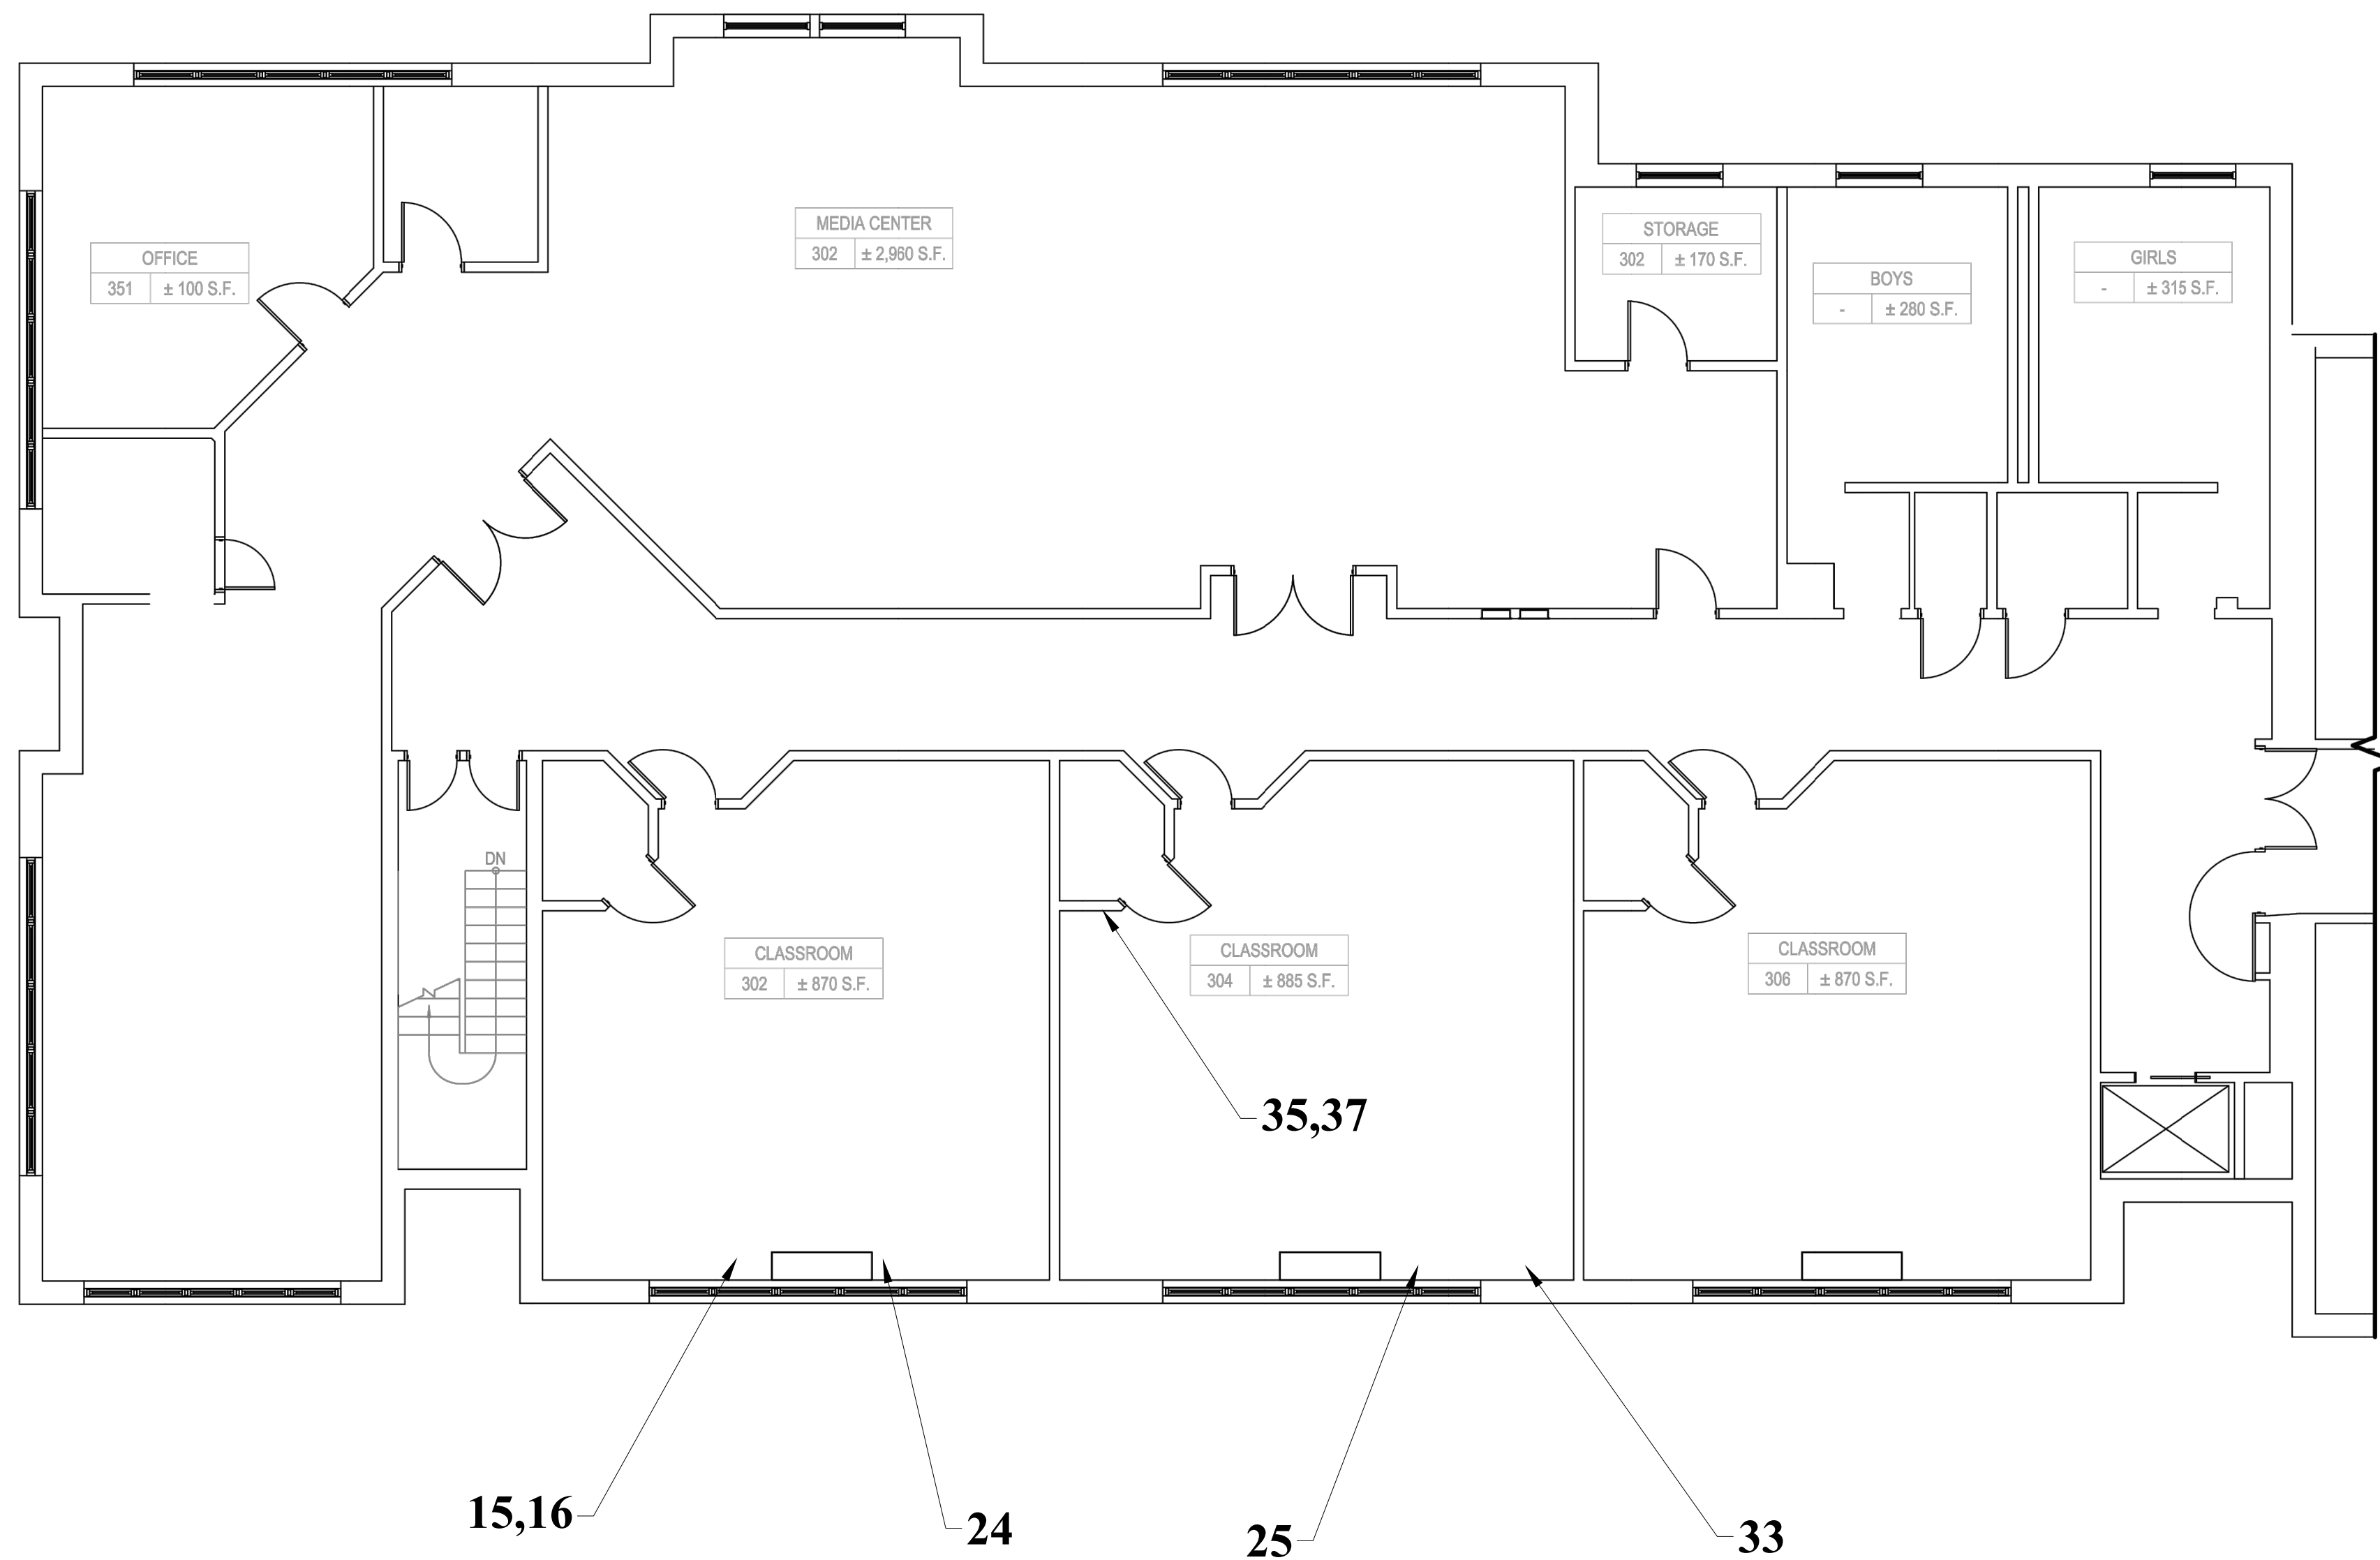 MEDIA CENTER
302 ± 2,960 S.F.
STORAGE
302 ± 170 S.F.
OFFICE
351 ± 100 S.F.
BOYS
- ± 280 S.F.
GIRLS
- ± 315 S.F.
DN
CLASSROOM
302 ± 870 S.F.
CLASSROOM
304 ± 885 S.F.
CLASSROOM
306 ± 870 S.F.
35,37
15,16
24
25
33